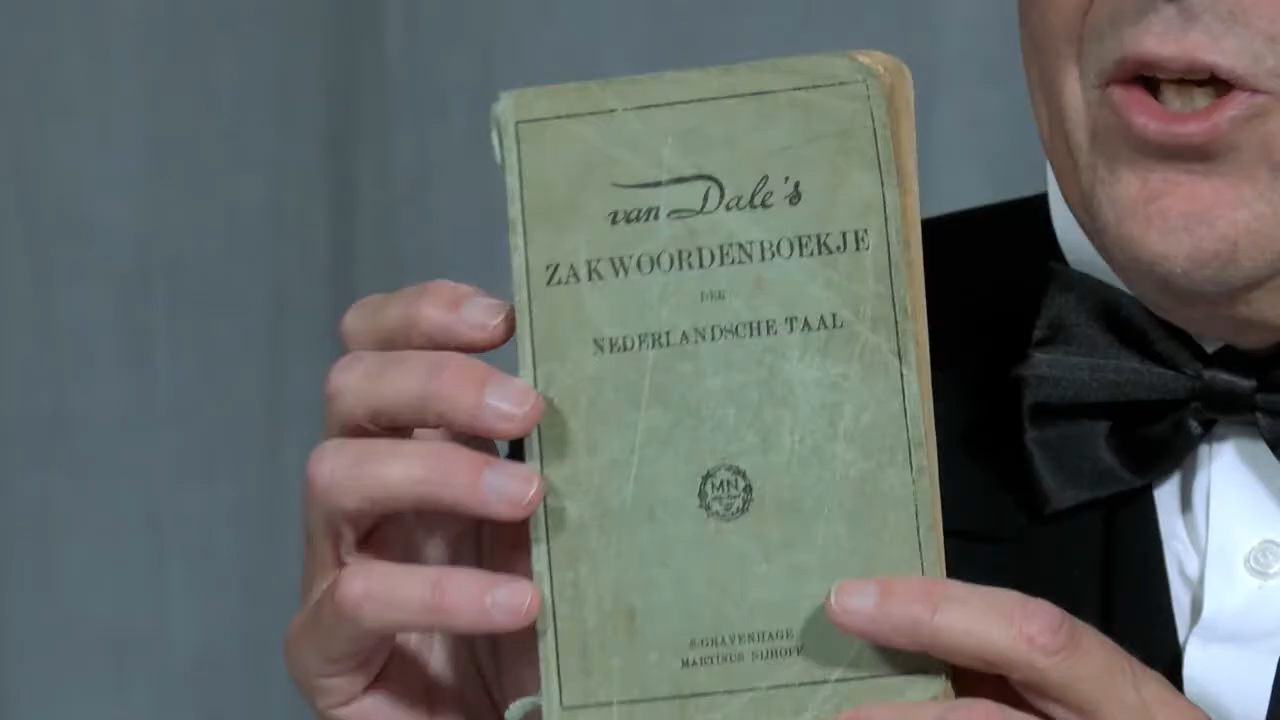 van Dale's
ZAKWOORDENBOEKJE
DER
NEDERLANDSCHE TAAL
MN
'S-GRAVENHAGE
MARTINUS NIJHOFF